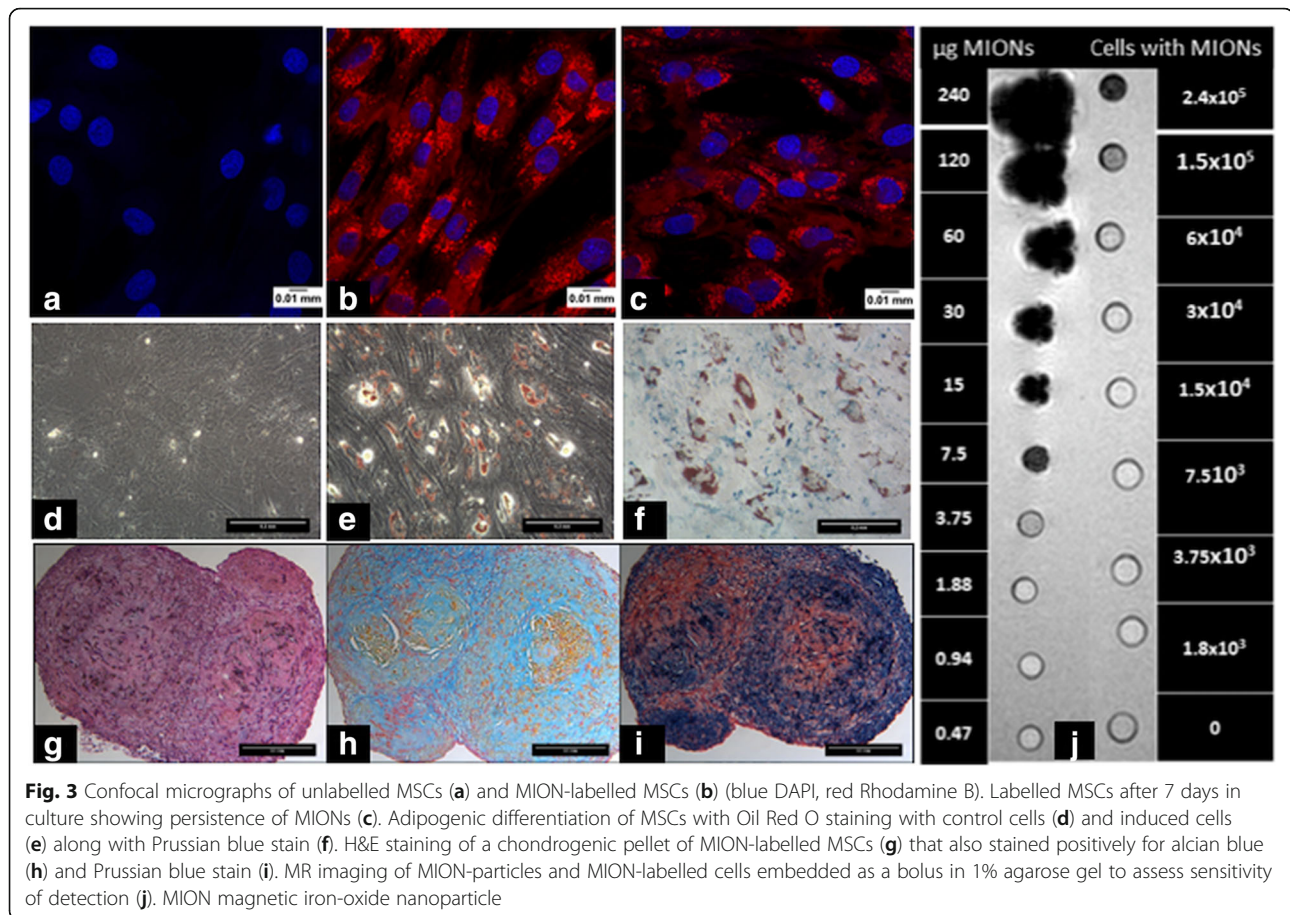 a
0.01 mm
b
0.01 mm
c
0.01 mm
d
e
f
g
h
i
µg MIONs
240
120
60
30
15
7.5
3.75
1.88
0.94
0.47
Cells with MIONs
2.4x10⁵
1.5x10⁵
6x10⁴
3x10⁴
1.5x10⁴
7.510³
3.75x10³
1.8x10³
0
j
Fig. 3 Confocal micrographs of unlabelled MSCs (a) and MION-labelled MSCs (b) (blue DAPI, red Rhodamine B). Labelled MSCs after 7 days in
culture showing persistence of MIONs (c). Adipogenic differentiation of MSCs with Oil Red O staining with control cells (d) and induced cells
(e) along with Prussian blue stain (f). H&E staining of a chondrogenic pellet of MION-labelled MSCs (g) that also stained positively for alcian blue
(h) and Prussian blue stain (i). MR imaging of MION-particles and MION-labelled cells embedded as a bolus in 1% agarose gel to assess sensitivity
of detection (j). MION magnetic iron-oxide nanoparticle